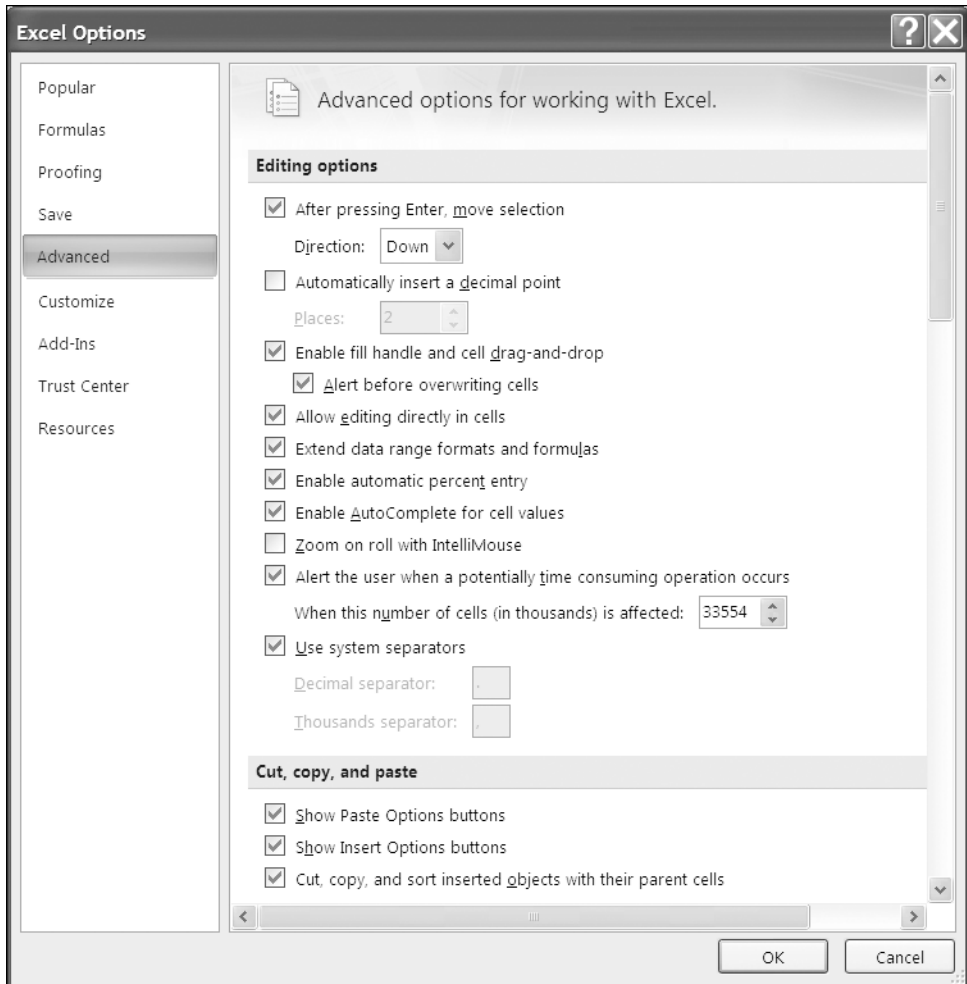 Excel Options
Popular
Formulas
Proofing
Save
Advanced
Customize
Add-Ins
Trust Center
Resources
Advanced options for working with Excel.
Editing options
After pressing Enter, move selection
Direction: Down
Automatically insert a decimal point
Places: 2
Enable fill handle and cell drag-and-drop
Alert before overwriting cells
Allow editing directly in cells
Extend data range formats and formulas
Enable automatic percent entry
Enable AutoComplete for cell values
Zoom on roll with IntelliMouse
Alert the user when a potentially time consuming operation occurs
When this number of cells (in thousands) is affected: 33554
Use system separators
Decimal separator: .
Thousands separator: ,
Cut, copy, and paste
Show Paste Options buttons
Show Insert Options buttons
Cut, copy, and sort inserted objects with their parent cells
OK Cancel